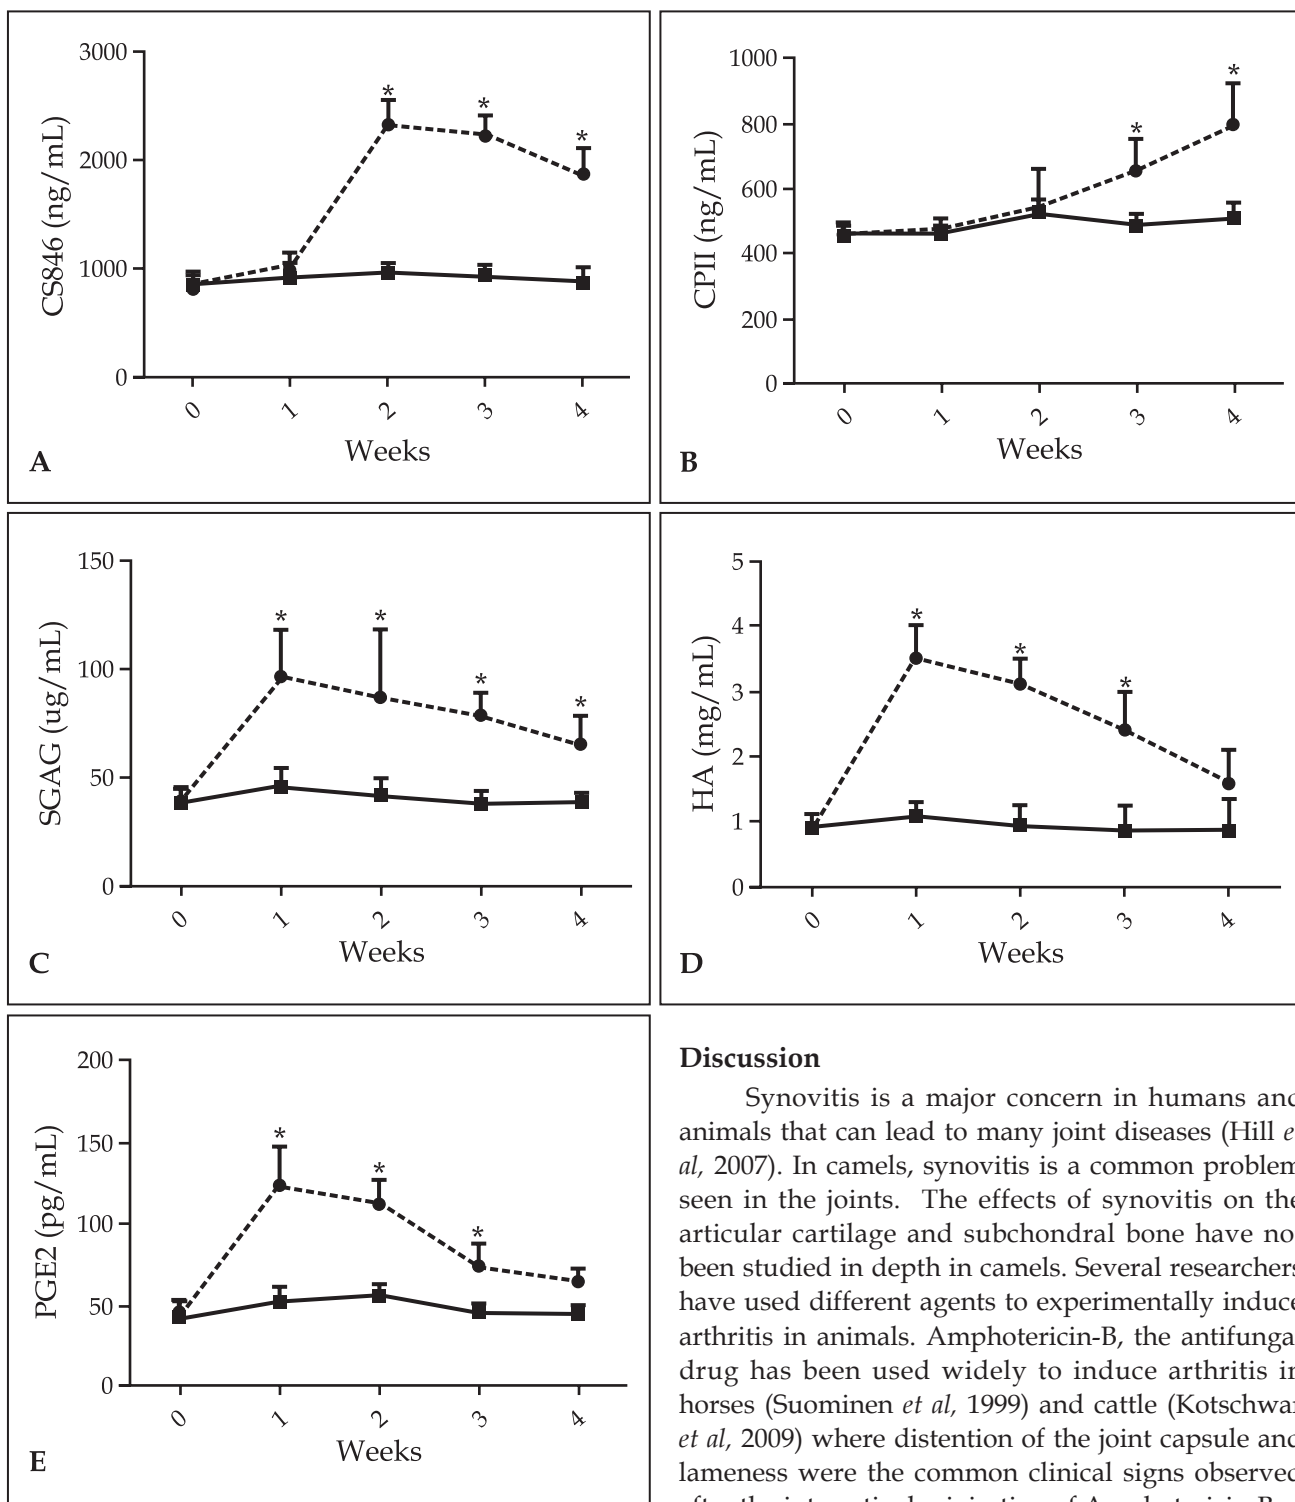 3000
2000
1000
0
CS846 (ng/mL)
*
*
*
0 1 2 3 4
Weeks
A
1000
800
600
400
200
0
CPII (ng/mL)
*
*
0 1 2 3 4
Weeks
B
150
100
50
0
SGAG (ug/mL)
*
*
*
*
0 1 2 3 4
Weeks
C
5
4
3
2
1
0
HA (mg/mL)
*
*
*
0 1 2 3 4
Weeks
D
200
150
100
50
0
PGE2 (pg/mL)
*
*
*
0 1 2 3 4
Weeks
E
Discussion
Synovitis is a major concern in humans and
animals that can lead to many joint diseases (Hill e
al, 2007). In camels, synovitis is a common problem
seen in the joints. The effects of synovitis on the
articular cartilage and subchondral bone have no
been studied in depth in camels. Several researchers
have used different agents to experimentally induce
arthritis in animals. Amphotericin-B, the antifunga
drug has been used widely to induce arthritis in
horses (Suominen et al, 1999) and cattle (Kotschwar
et al, 2009) where distention of the joint capsule and
lameness were the common clinical signs observed